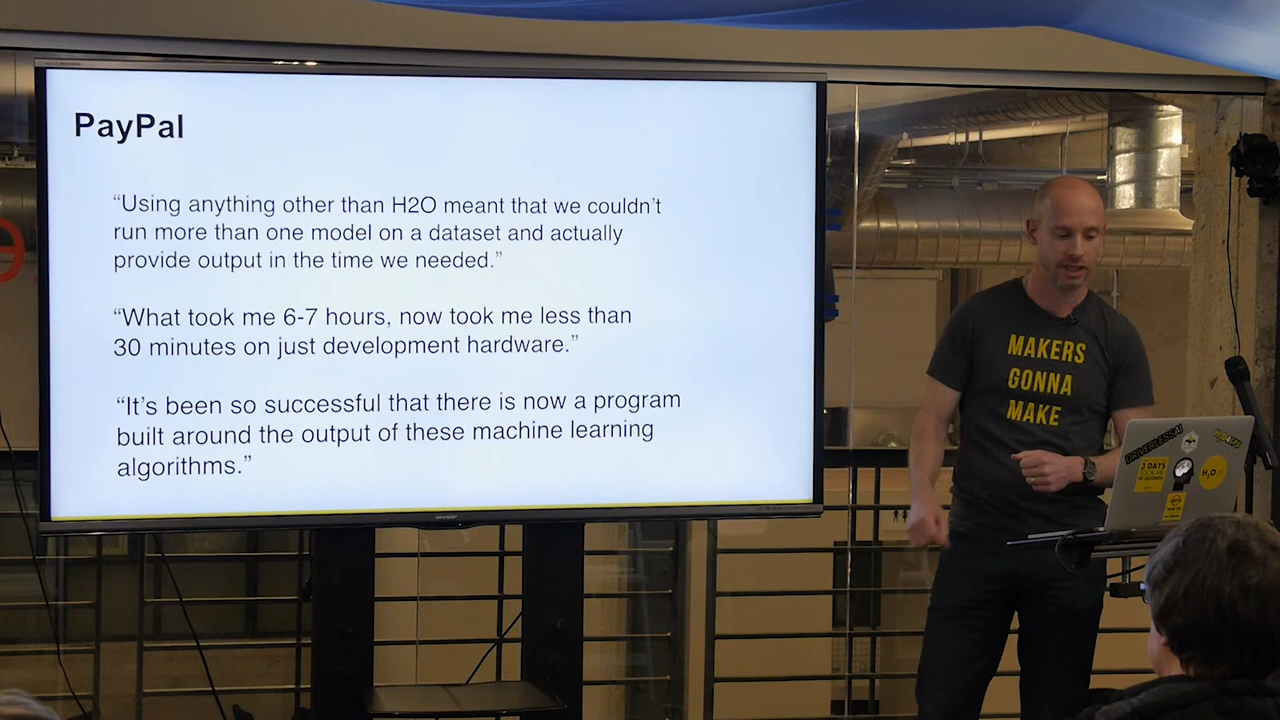 PayPal
“Using anything other than H2O meant that we couldn’t
run more than one model on a dataset and actually
provide output in the time we needed.”
“What took me 6-7 hours, now took me less than
30 minutes on just development hardware.”
“It’s been so successful that there is now a program
built around the output of these machine learning
algorithms.”
SHARP
MAKERS
GONNA
MAKE
DRIVERLESSAI
3 DAYS
H2O